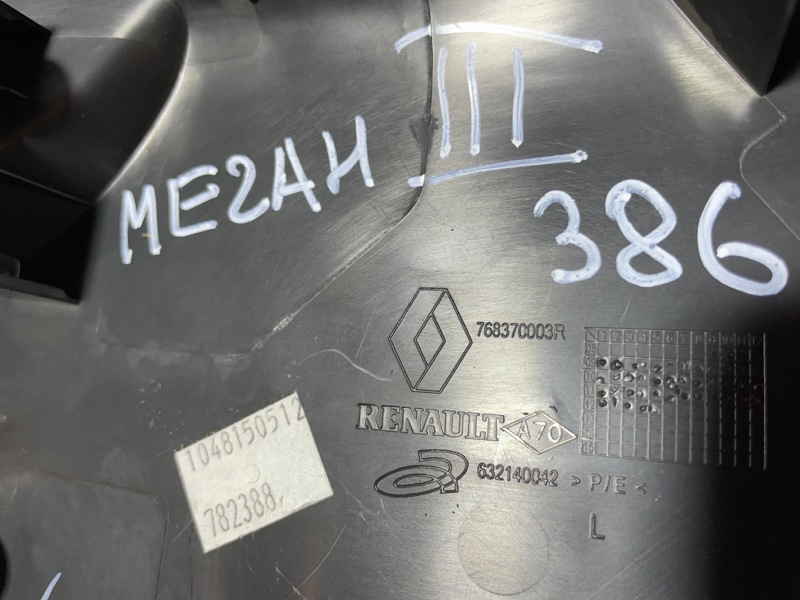 МЕГАН III
386
768370003R
RENAULT A70
1048150512
632140042 > P/E <
782388,
L